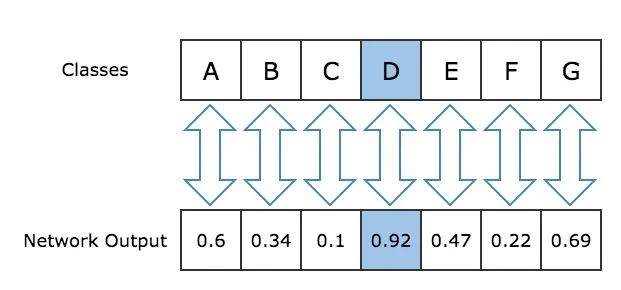 Classes A B C D E F G
Network Output 0.6 0.34 0.1 0.92 0.47 0.22 0.69